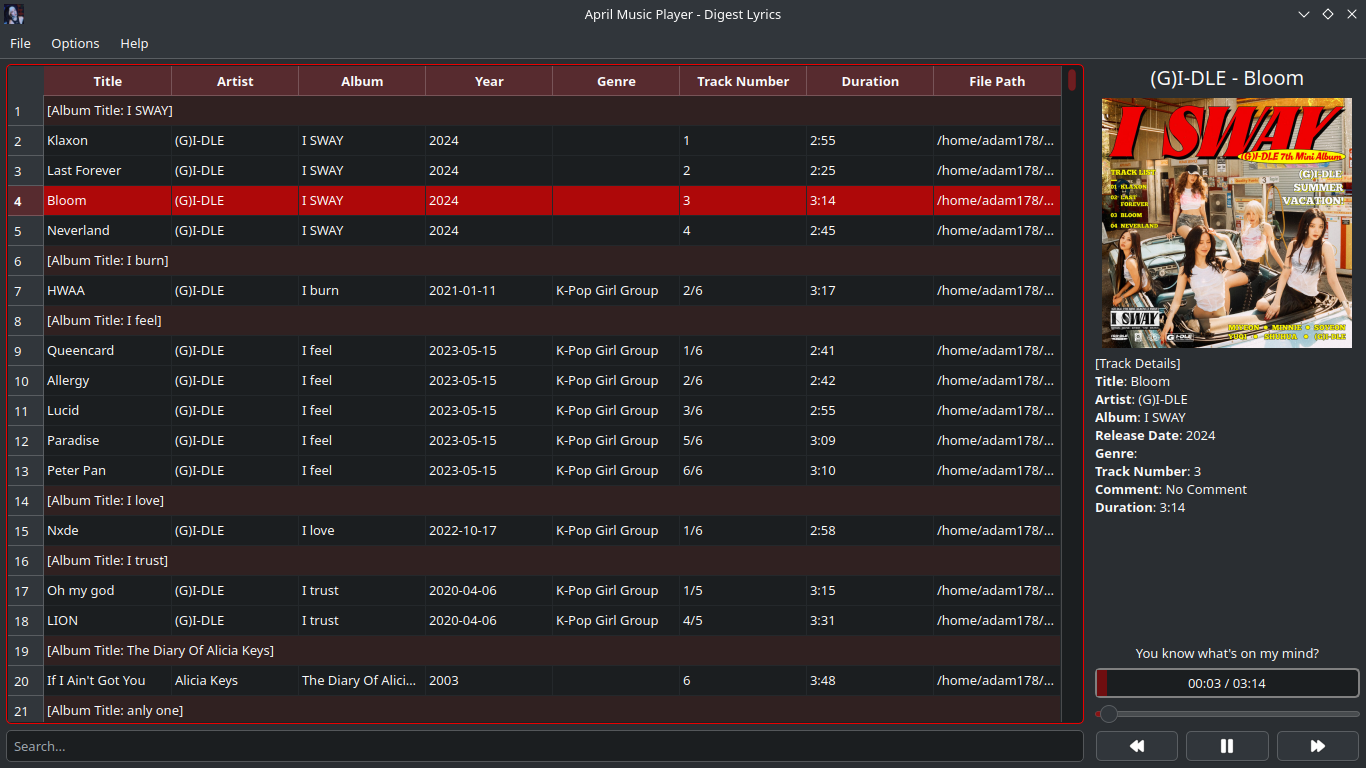 April Music Player - Digest Lyrics
File Options Help
Title Artist Album Year Genre Track Number Duration File Path
1 [Album Title: I SWAY]
2 Klaxon (G)I-DLE I SWAY 2024 1 2:55 /home/adam178/...
3 Last Forever (G)I-DLE I SWAY 2024 2 2:25 /home/adam178/...
4 Bloom (G)I-DLE I SWAY 2024 3 3:14 /home/adam178/...
5 Neverland (G)I-DLE I SWAY 2024 4 2:45 /home/adam178/...
6 [Album Title: I burn]
7 HWAA (G)I-DLE I burn 2021-01-11 K-Pop Girl Group 2/6 3:17 /home/adam178/...
8 [Album Title: I feel]
9 Queencard (G)I-DLE I feel 2023-05-15 K-Pop Girl Group 1/6 2:41 /home/adam178/...
10 Allergy (G)I-DLE I feel 2023-05-15 K-Pop Girl Group 2/6 2:42 /home/adam178/...
11 Lucid (G)I-DLE I feel 2023-05-15 K-Pop Girl Group 3/6 2:55 /home/adam178/...
12 Paradise (G)I-DLE I feel 2023-05-15 K-Pop Girl Group 5/6 3:09 /home/adam178/...
13 Peter Pan (G)I-DLE I feel 2023-05-15 K-Pop Girl Group 6/6 3:10 /home/adam178/...
14 [Album Title: I love]
15 Nxde (G)I-DLE I love 2022-10-17 K-Pop Girl Group 1/6 2:58 /home/adam178/...
16 [Album Title: I trust]
17 Oh my god (G)I-DLE I trust 2020-04-06 K-Pop Girl Group 1/5 3:15 /home/adam178/...
18 LION (G)I-DLE I trust 2020-04-06 K-Pop Girl Group 4/5 3:31 /home/adam178/...
19 [Album Title: The Diary Of Alicia Keys]
20 If I Ain't Got You Alicia Keys The Diary Of Alici... 2003 6 3:48 /home/adam178/...
21 [Album Title: anly one]
Search...
(G)I-DLE - Bloom
I SWAY
(G)I-DLE 7th Mini Album
TRACK LIST
01 KLAXON
02 LAST
FOREVER
03 BLOOM
04 NEVERLAND
(G)I-DLE
SUMMER
VACATION!
I SWAY
MIYEON ● MINNIE ● SOYEON
YUQI ● SHUHUA ● (G)I-DLE
[Track Details]
Title: Bloom
Artist: (G)I-DLE
Album: I SWAY
Release Date: 2024
Genre:
Track Number: 3
Comment: No Comment
Duration: 3:14
You know what's on my mind?
00:03 / 03:14